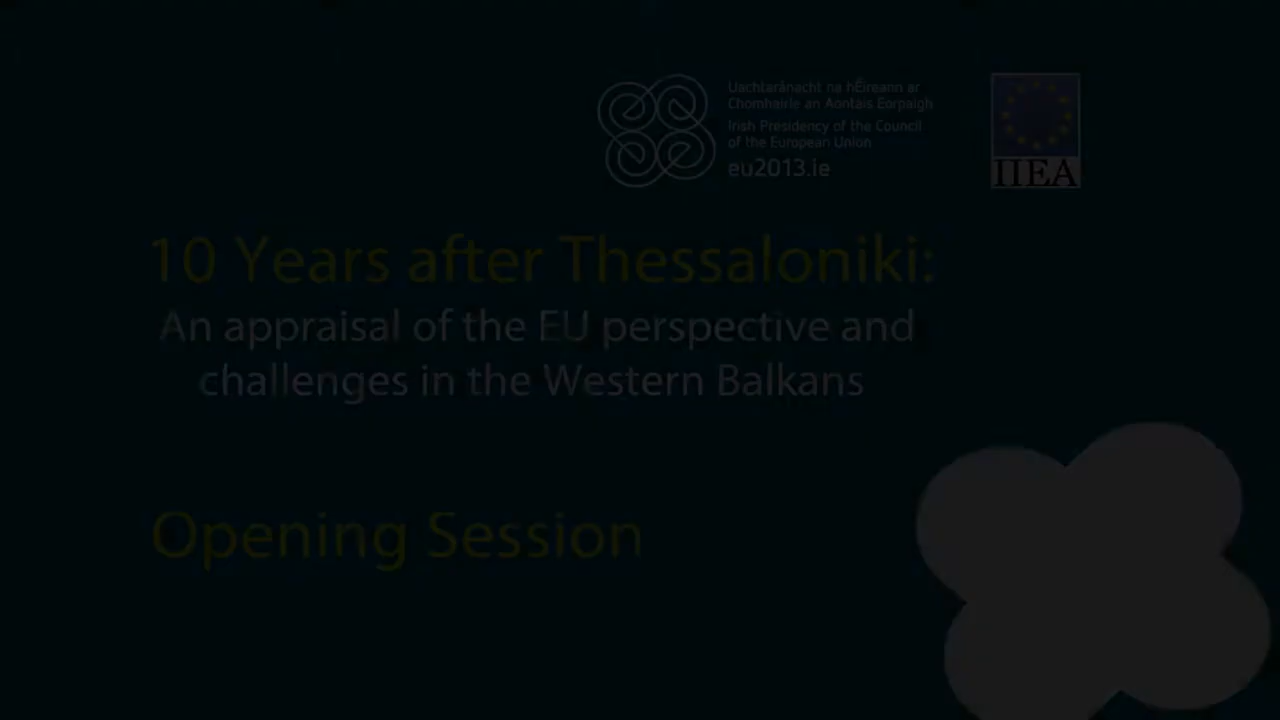 Uachtaránacht na hÉireann ar
Chomhairle an Aontais Eorpaigh
Irish Presidency of the Council
of the European Union
eu2013.ie
IIEA
10 Years after Thessaloniki:
An appraisal of the EU perspective and
challenges in the Western Balkans
Opening Session